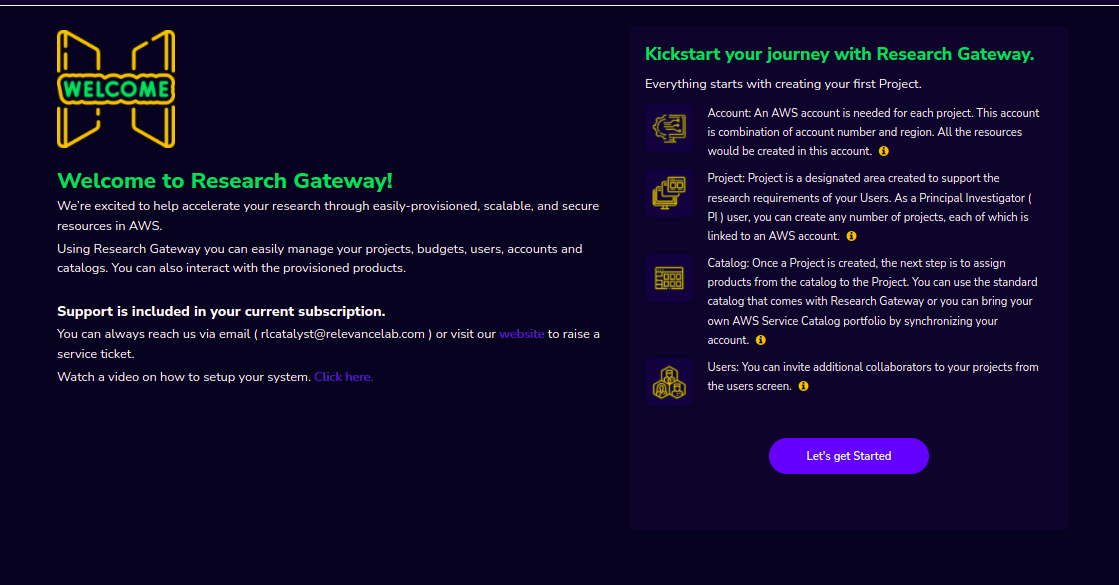 WELCOME
Welcome to Research Gateway!
We're excited to help accelerate your research through easily-provisioned, scalable, and secure
resources in AWS.
Using Research Gateway you can easily manage your projects, budgets, users, accounts and
catalogs. You can also interact with the provisioned products.
Support is included in your current subscription.
You can always reach us via email ( rlcatalyst@relevancelab.com ) or visit our website to raise a
service ticket.
Watch a video on how to setup your system. Click here.
Kickstart your journey with Research Gateway.
Everything starts with creating your first Project.
Account: An AWS account is needed for each project. This account
is combination of account number and region. All the resources
would be created in this account.
Project: Project is a designated area created to support the
research requirements of your Users. As a Principal Investigator (
PI ) user, you can create any number of projects, each of which is
linked to an AWS account.
Catalog: Once a Project is created, the next step is to assign
products from the catalog to the Project. You can use the standard
catalog that comes with Research Gateway or you can bring your
own AWS Service Catalog portfolio by synchronizing your
account.
Users: You can invite additional collaborators to your projects from
the users screen.
Let's get Started